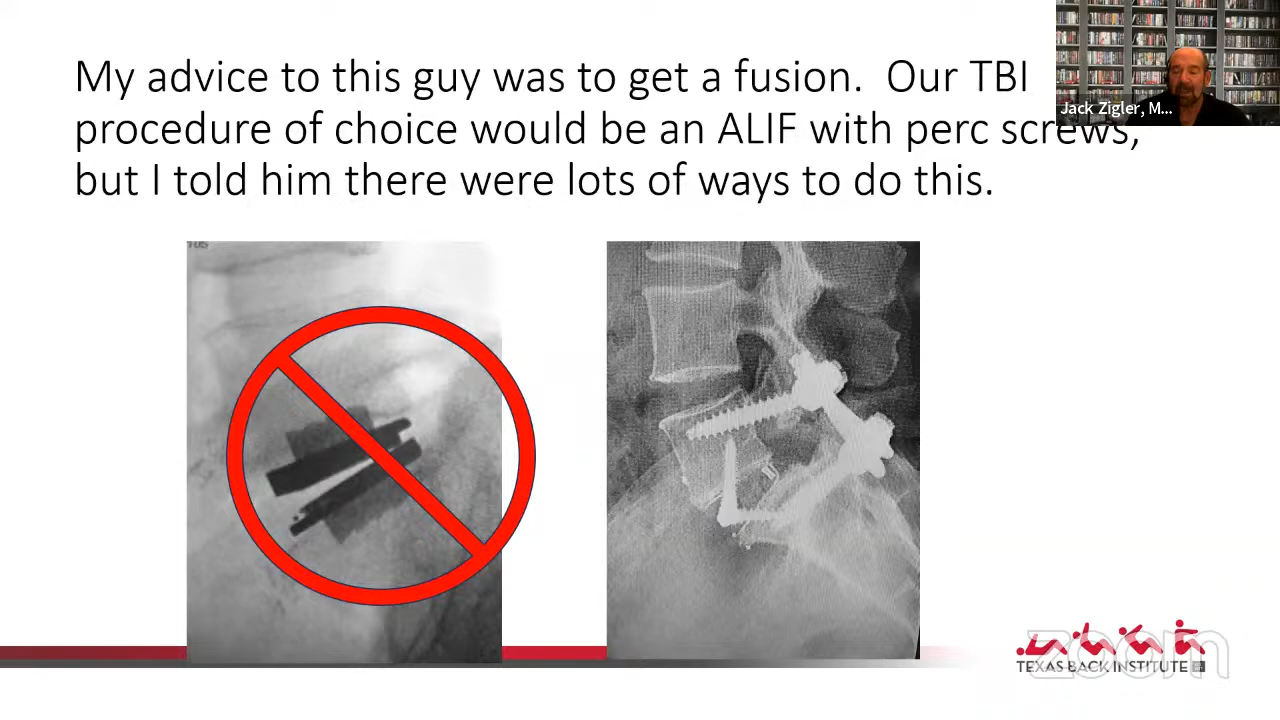 My advice to this guy was to get a fusion.  Our TBI
procedure of choice would be an ALIF with perc screws,
but I told him there were lots of ways to do this.
Jack Zigler, M...
zoom
TEXAS BACK INSTITUTE